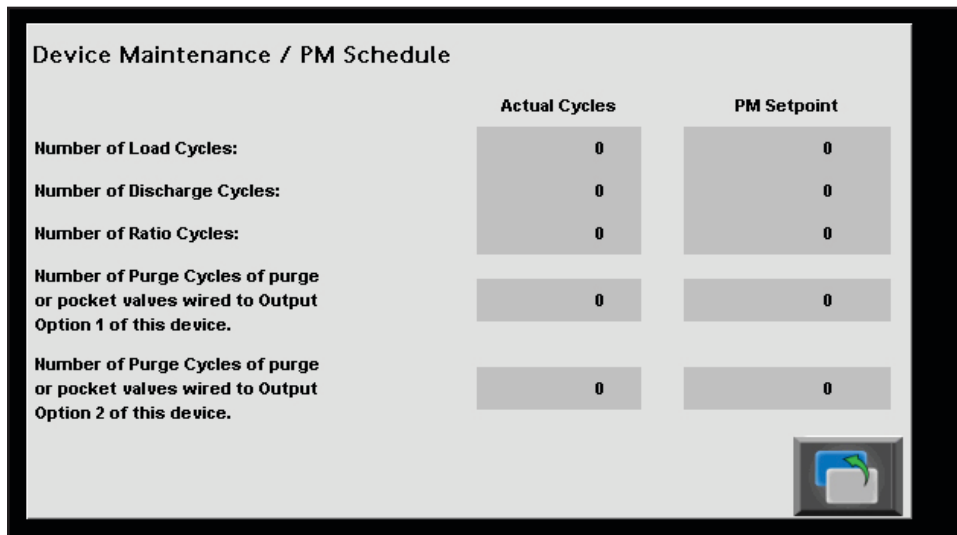 Device Maintenance / PM Schedule
Actual Cycles PM Setpoint
Number of Load Cycles: 0 0
Number of Discharge Cycles: 0 0
Number of Ratio Cycles: 0 0
Number of Purge Cycles of purge
or pocket valves wired to Output 0 0
Option 1 of this device.
Number of Purge Cycles of purge
or pocket valves wired to Output 0 0
Option 2 of this device.